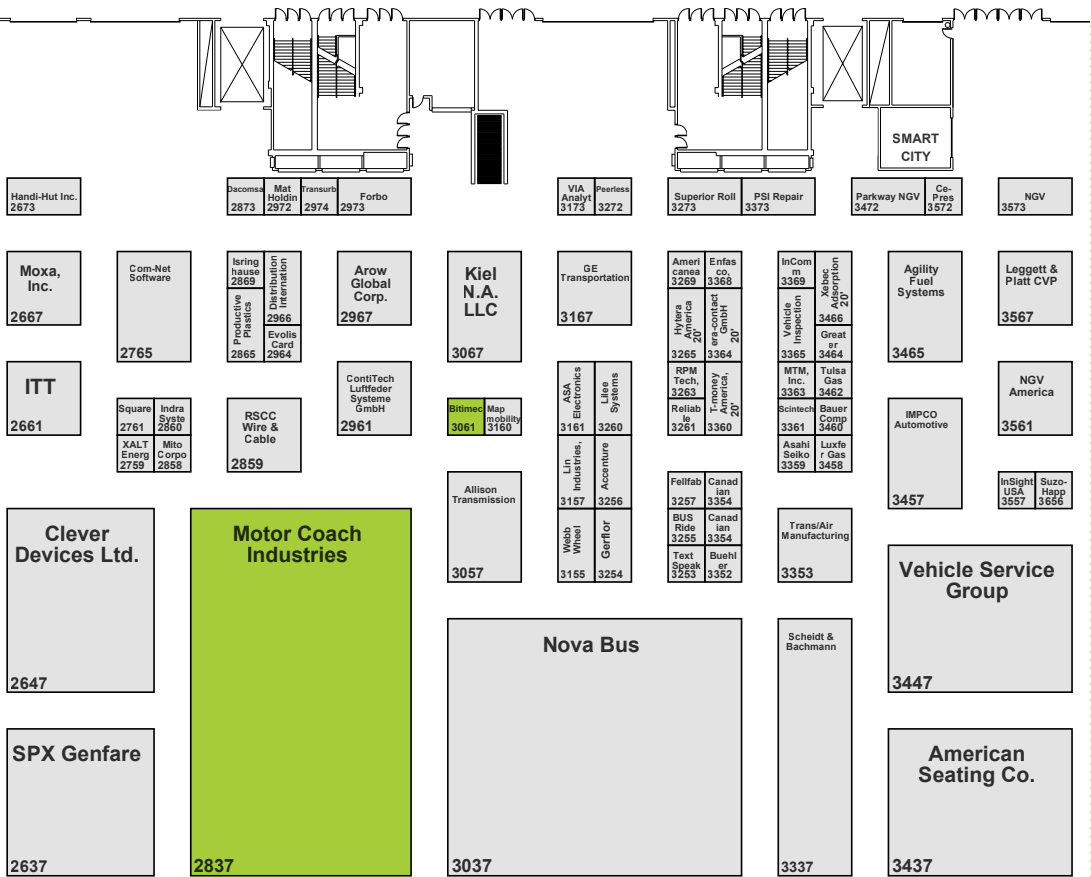 SMART
CITY
Handi-Hut Inc.
2673
Dacomsa
2873
Mat
Holdin
2972
Transurb
2974
Forbo
2973
VIA
Analyt
3173
Peerless
3272
Superior Roll
3273
PSI Repair
3373
Parkway NGV
3472
Ce-
Pres
3572
NGV
3573
Moxa,
Inc.
2667
Com-Net
Software
2765
Isring
hause
2869
Distribution
Internation
2966
Productive
Plastics
2865
Evolis
Card
2964
Arow
Global
Corp.
2967
Kiel
N.A.
LLC
3067
GE
Transportation
3167
Ameri
canea
3269
Enfas
co,
3368
Hytera
America
20'
3265
era-contact
GmbH
20'
3364
InCom
m
3369
Xebec
Adsorption
20'
3466
Vehicle
Inspection
3365
Great
er
3464
Agility
Fuel
Systems
3465
Leggett &
Platt CVP
3567
ITT
2661
Square
2761
Indra
Syste
2860
XALT
Energ
2759
Mito
Corpo
2858
RSCC
Wire &
Cable
2859
ContiTech
Luftfeder
Systeme
GmbH
2961
Bitimec
3061
Map
mobility
3160
ASA
Electronics
3161
Lilee
Systems
3260
RPM
Tech,
3263
T-money
America,
20'
3360
Reliab
le
3261
MTM,
Inc.
3363
Tulsa
Gas
3462
Scintech
3361
Bauer
Comp
3460
Asahi
Seiko
3359
Luxfe
r Gas
3458
IMPCO
Automotive
3457
NGV
America
3561
Allison
Transmission
3057
Lin
Industries,
3157
Accenture
3256
Webb
Wheel
3155
Gerflor
3254
Fellfab
3257
Canad
ian
3354
BUS
Ride
3255
Canad
ian
3354
Text
Speak
3253
Buehl
er
3352
Trans/Air
Manufacturing
3353
InSight
USA
3557
Suzo-
Happ
3656
Clever
Devices Ltd.
2647
Motor Coach
Industries
2837
Nova Bus
3037
Scheidt &
Bachmann
3337
Vehicle Service
Group
3447
SPX Genfare
2637
American
Seating Co.
3437